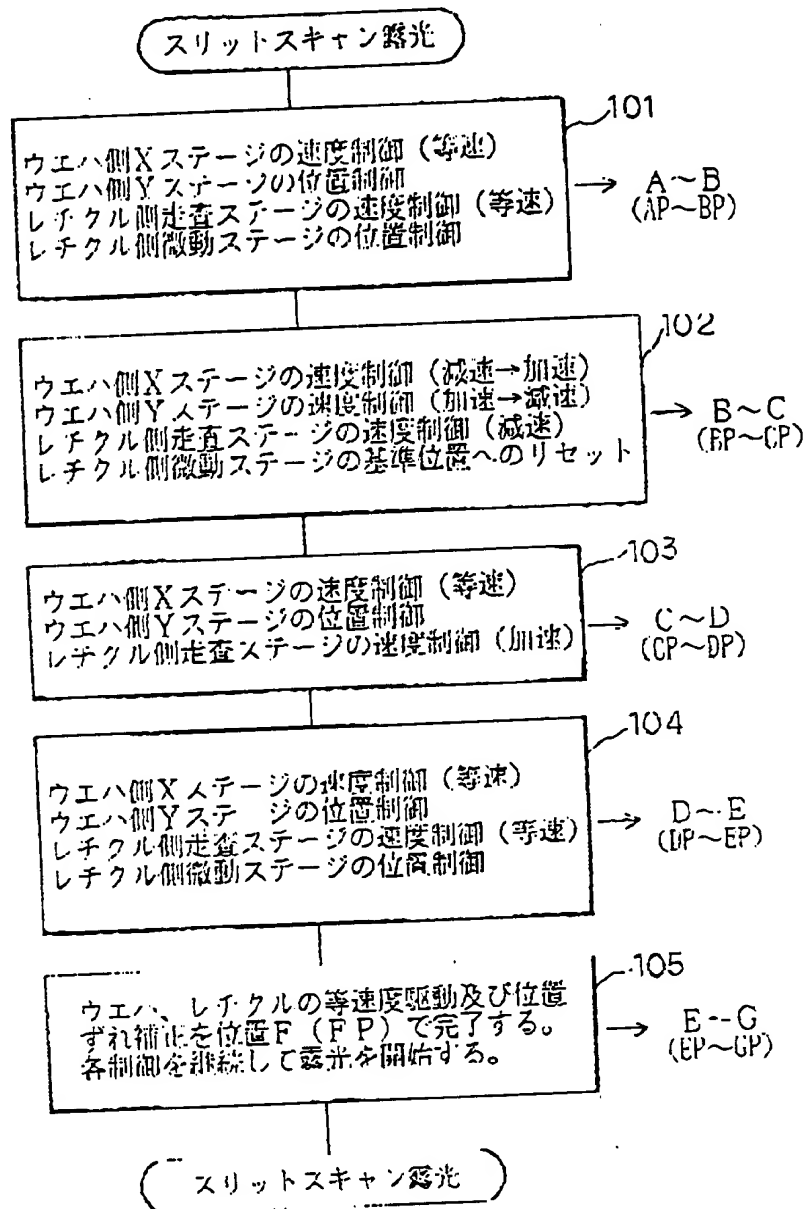 スリットスキャン露光
101
ウエハ側Xステージの速度制御(等速)
ウエハ側Yステージの位置制御
レチクル側走査ステージの速度制御(等速)
レチクル側微動ステージの位置制御
→ A~B
(AP~BP)
102
ウエハ側Xステージの速度制御(減速→加速)
ウエハ側Yステージの速度制御(加速→減速)
レチクル側走査ステージの速度制御(減速)
レチクル側微動ステージの基準位置へのリセット
→ B~C
(BP~CP)
103
ウエハ側Xステージの速度制御(等速)
ウエハ側Yステージの位置制御
レチクル側走査ステージの速度制御(加速)
→ C~D
(CP~DP)
104
ウエハ側Xステージの速度制御(等速)
ウエハ側Yステージの位置制御
レチクル側走査ステージの速度制御(等速)
レチクル側微動ステージの位置制御
→ D~E
(DP~EP)
105
ウエハ、レチクルの等速度駆動及び位置
ずれ補正を位置F(FP)で完了する。
各制御を継続して露光を開始する。
→ E~G
(EP~GP)
スリットスキャン露光